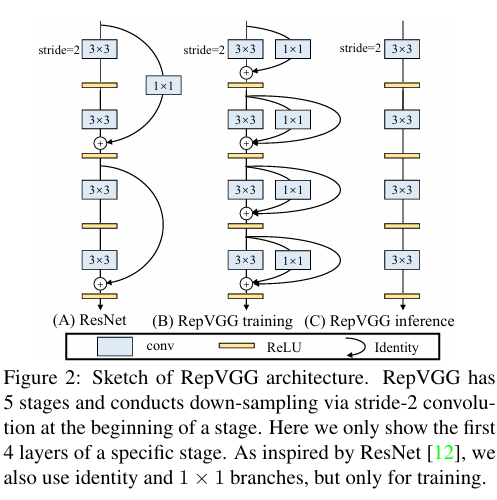 stride=2 3×3 1×1 3×3 3×3 3×3
(A) ResNet
stride=2 3×3 1×1 3×3 1×1 3×3 1×1 3×3 1×1
(B) RepVGG training
stride=2 3×3 3×3 3×3 3×3
(C) RepVGG inference
conv ReLU Identity
Figure 2: Sketch of RepVGG architecture. RepVGG has
5 stages and conducts down-sampling via stride-2 convolu-
tion at the beginning of a stage. Here we only show the first
4 layers of a specific stage. As inspired by ResNet [12], we
also use identity and 1 × 1 branches, but only for training.